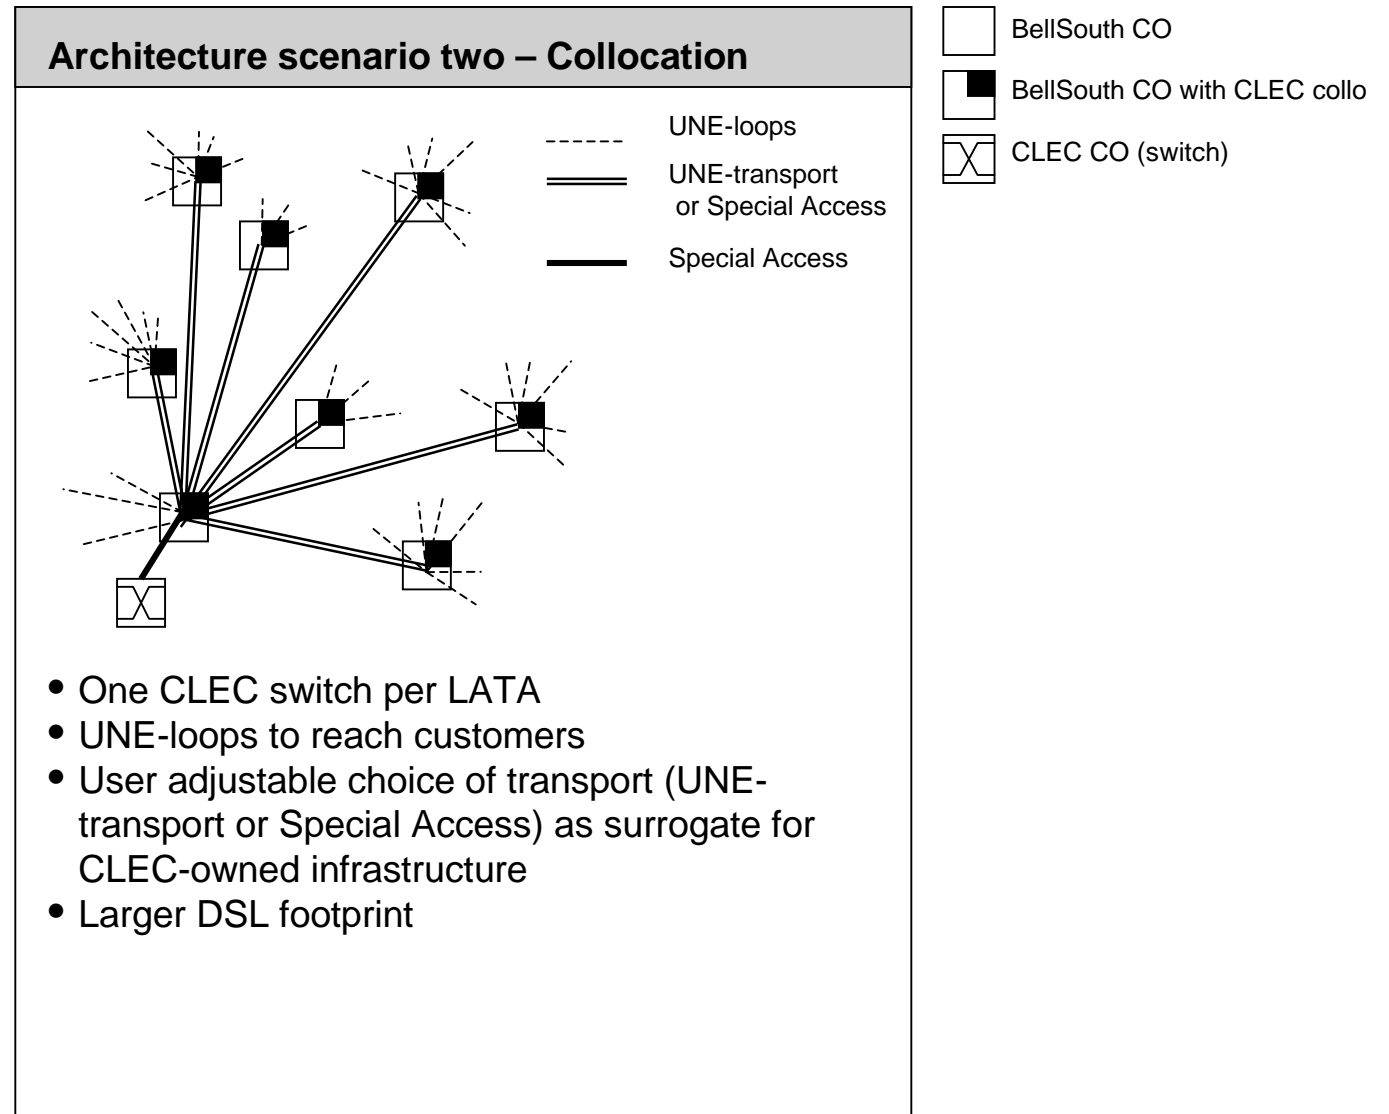 Architecture scenario two – Collocation
UNE-loops
UNE-transport
or Special Access
Special Access
BellSouth CO
BellSouth CO with CLEC collo
CLEC CO (switch)
• One CLEC switch per LATA
• UNE-loops to reach customers
• User adjustable choice of transport (UNE-
transport or Special Access) as surrogate for
CLEC-owned infrastructure
• Larger DSL footprint